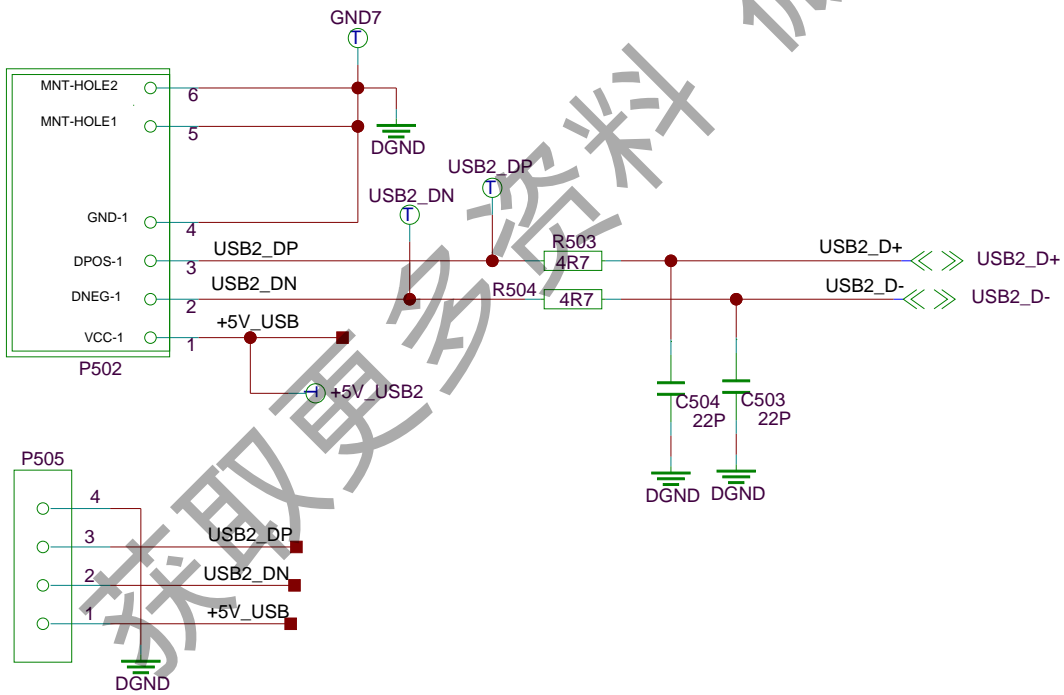 GND7
MNT-HOLE2
6
MNT-HOLE1
5
DGND
USB2_DP
USB2_DN
GND-1
4
R503
DPOS-1
3
USB2_DP
4R7
USB2_D+
USB2_D+
DNEG-1
2
USB2_DN
R504
4R7
USB2_D-
USB2_D-
VCC-1
1
+5V_USB
P502
+5V_USB2
C504
22P
C503
22P
DGND
DGND
P505
4
3
USB2_DP
2
USB2_DN
1
+5V_USB
DGND
获取更多资料